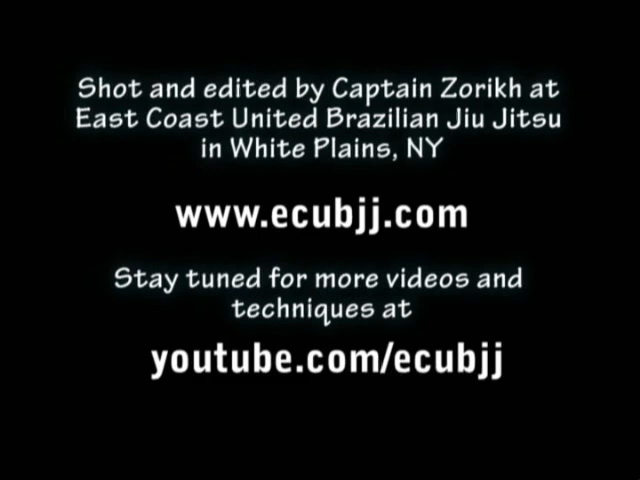 Shot and edited by Captain Zorikh at
East Coast United Brazilian Jiu Jitsu
in White Plains, NY
www.ecubjj.com
Stay tuned for more videos and
techniques at
youtube.com/ecubjj